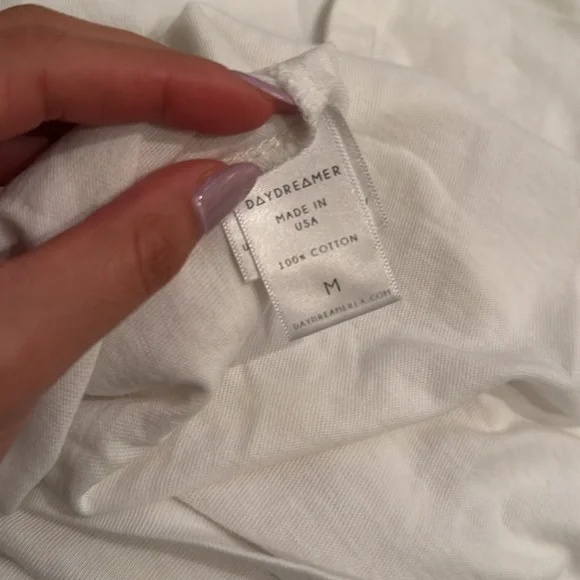 DAYDREAMER
MADE IN
USA
100% COTTON
M
DAYDREAMERLA.COM